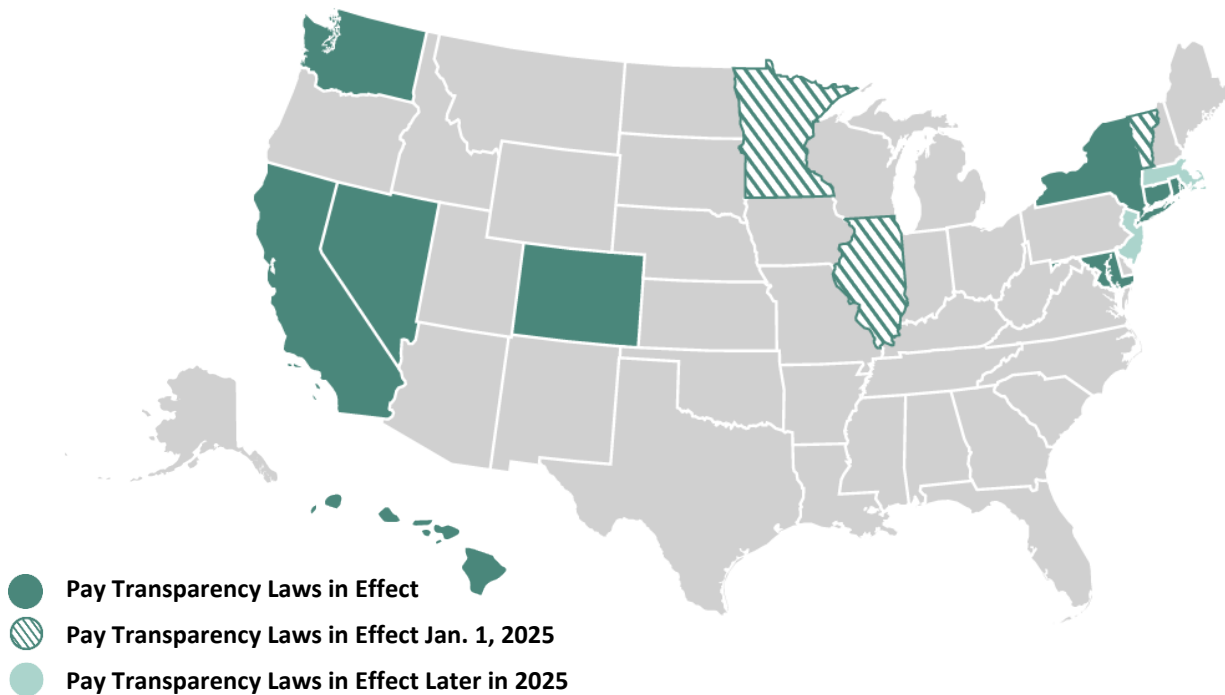 Pay Transparency Laws in Effect
Pay Transparency Laws in Effect Jan. 1, 2025
Pay Transparency Laws in Effect Later in 2025